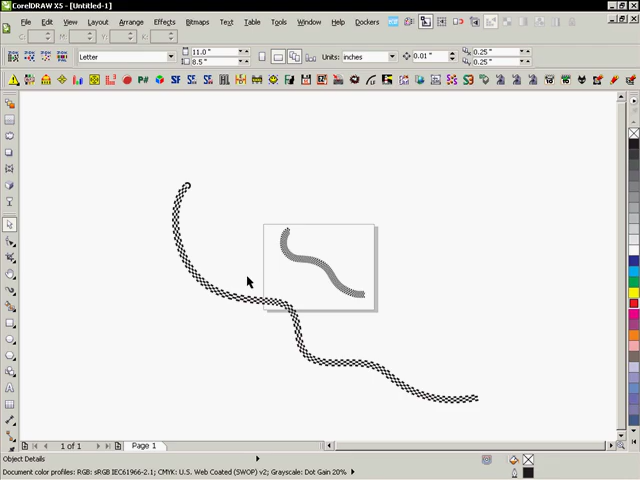 CorelDRAW X5 - [Untitled-1]
File Edit View Layout Arrange Effects Bitmaps Text Table Tools Window Help Dockers
C: M: Y: K:
Letter 11.0 " 8.5 " Units: inches 0.01 " 0.25 " 0.25 "
1 of 1 Page 1
Object Details
Document color profiles: RGB: sRGB IEC61966-2.1; CMYK: U.S. Web Coated (SWOP) v2; Grayscale: Dot Gain 20%